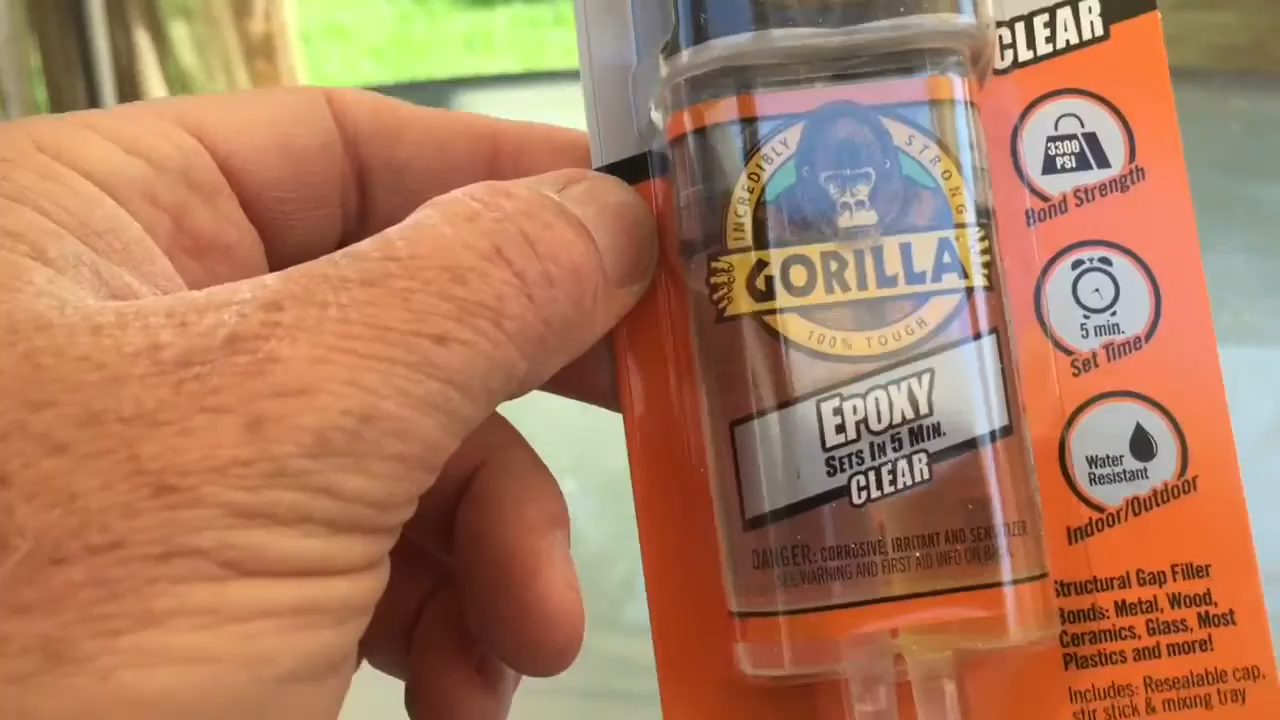 CLEAR
INCREDIBLY STRONG
GORILLA
100% TOUGH
EPOXY
SETS IN 5 MIN.
CLEAR
DANGER: CORROSIVE, IRRITANT AND SENSITIZER
SEE WARNING AND FIRST AID INFO ON BACK
3300
PSI
Bond Strength
5 min.
Set Time
Water
Resistant
Indoor/Outdoor
Structural Gap Filler
Bonds: Metal, Wood,
Ceramics, Glass, Most
Plastics and more!
Includes: Resealable cap,
stir stick & mixing tray